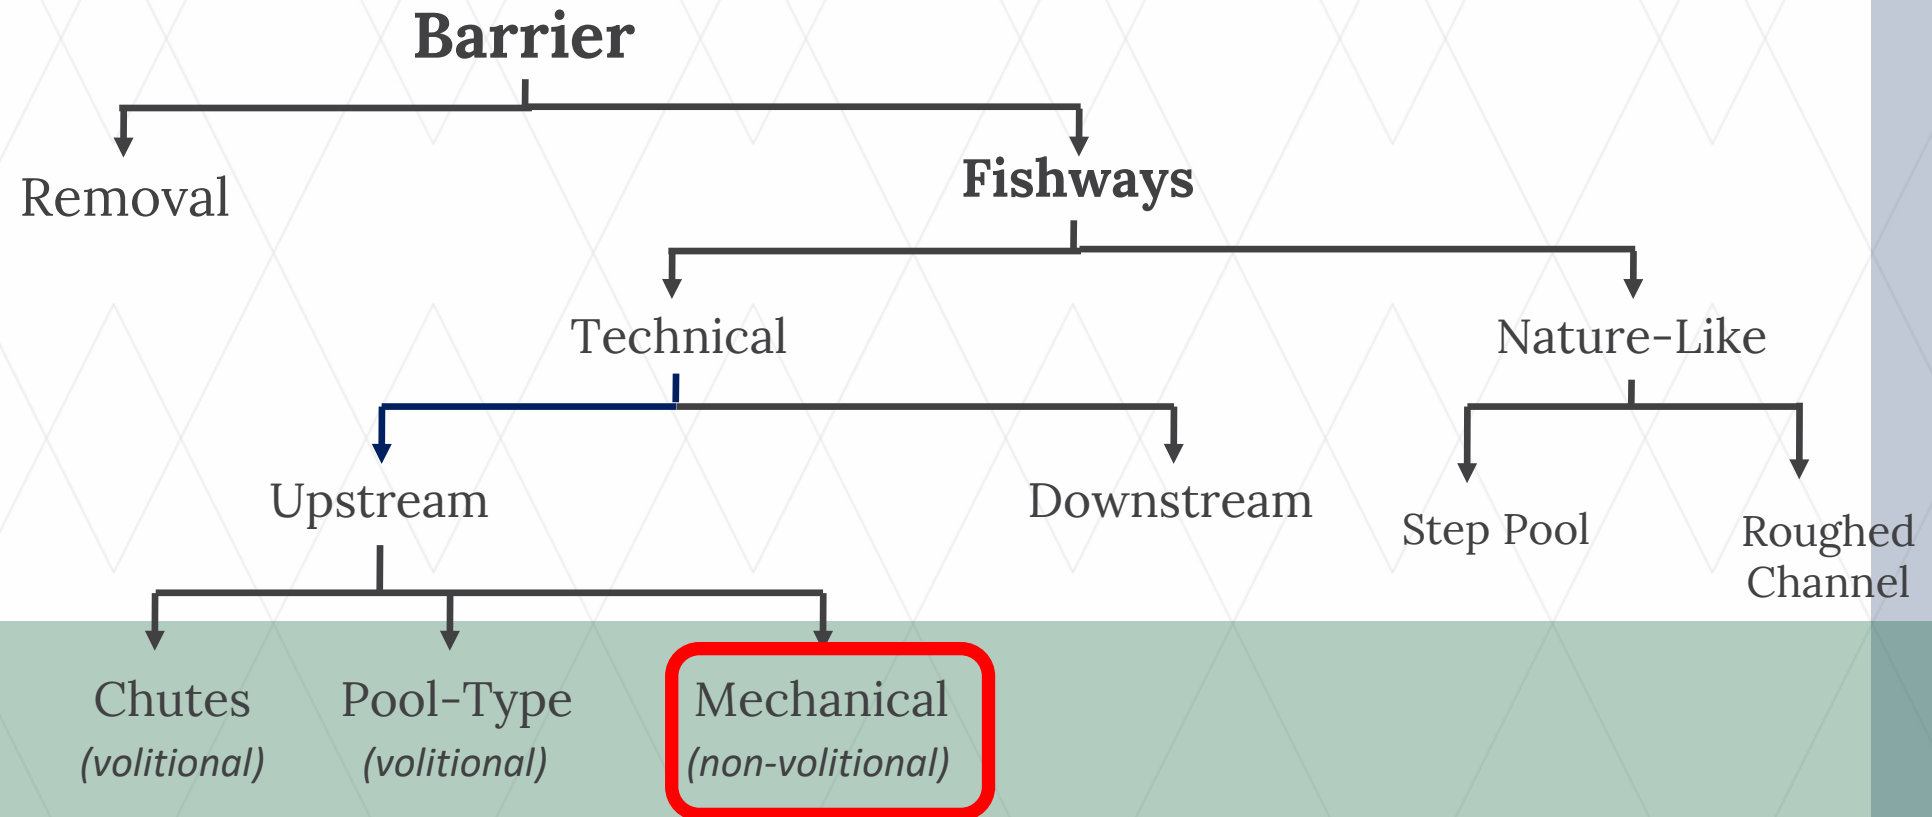 Barrier
Removal
Fishways
Technical
Nature-Like
Upstream
Downstream
Step Pool
Roughed
Channel
Chutes
(volitional)
Pool-Type
(volitional)
Mechanical
(non-volitional)